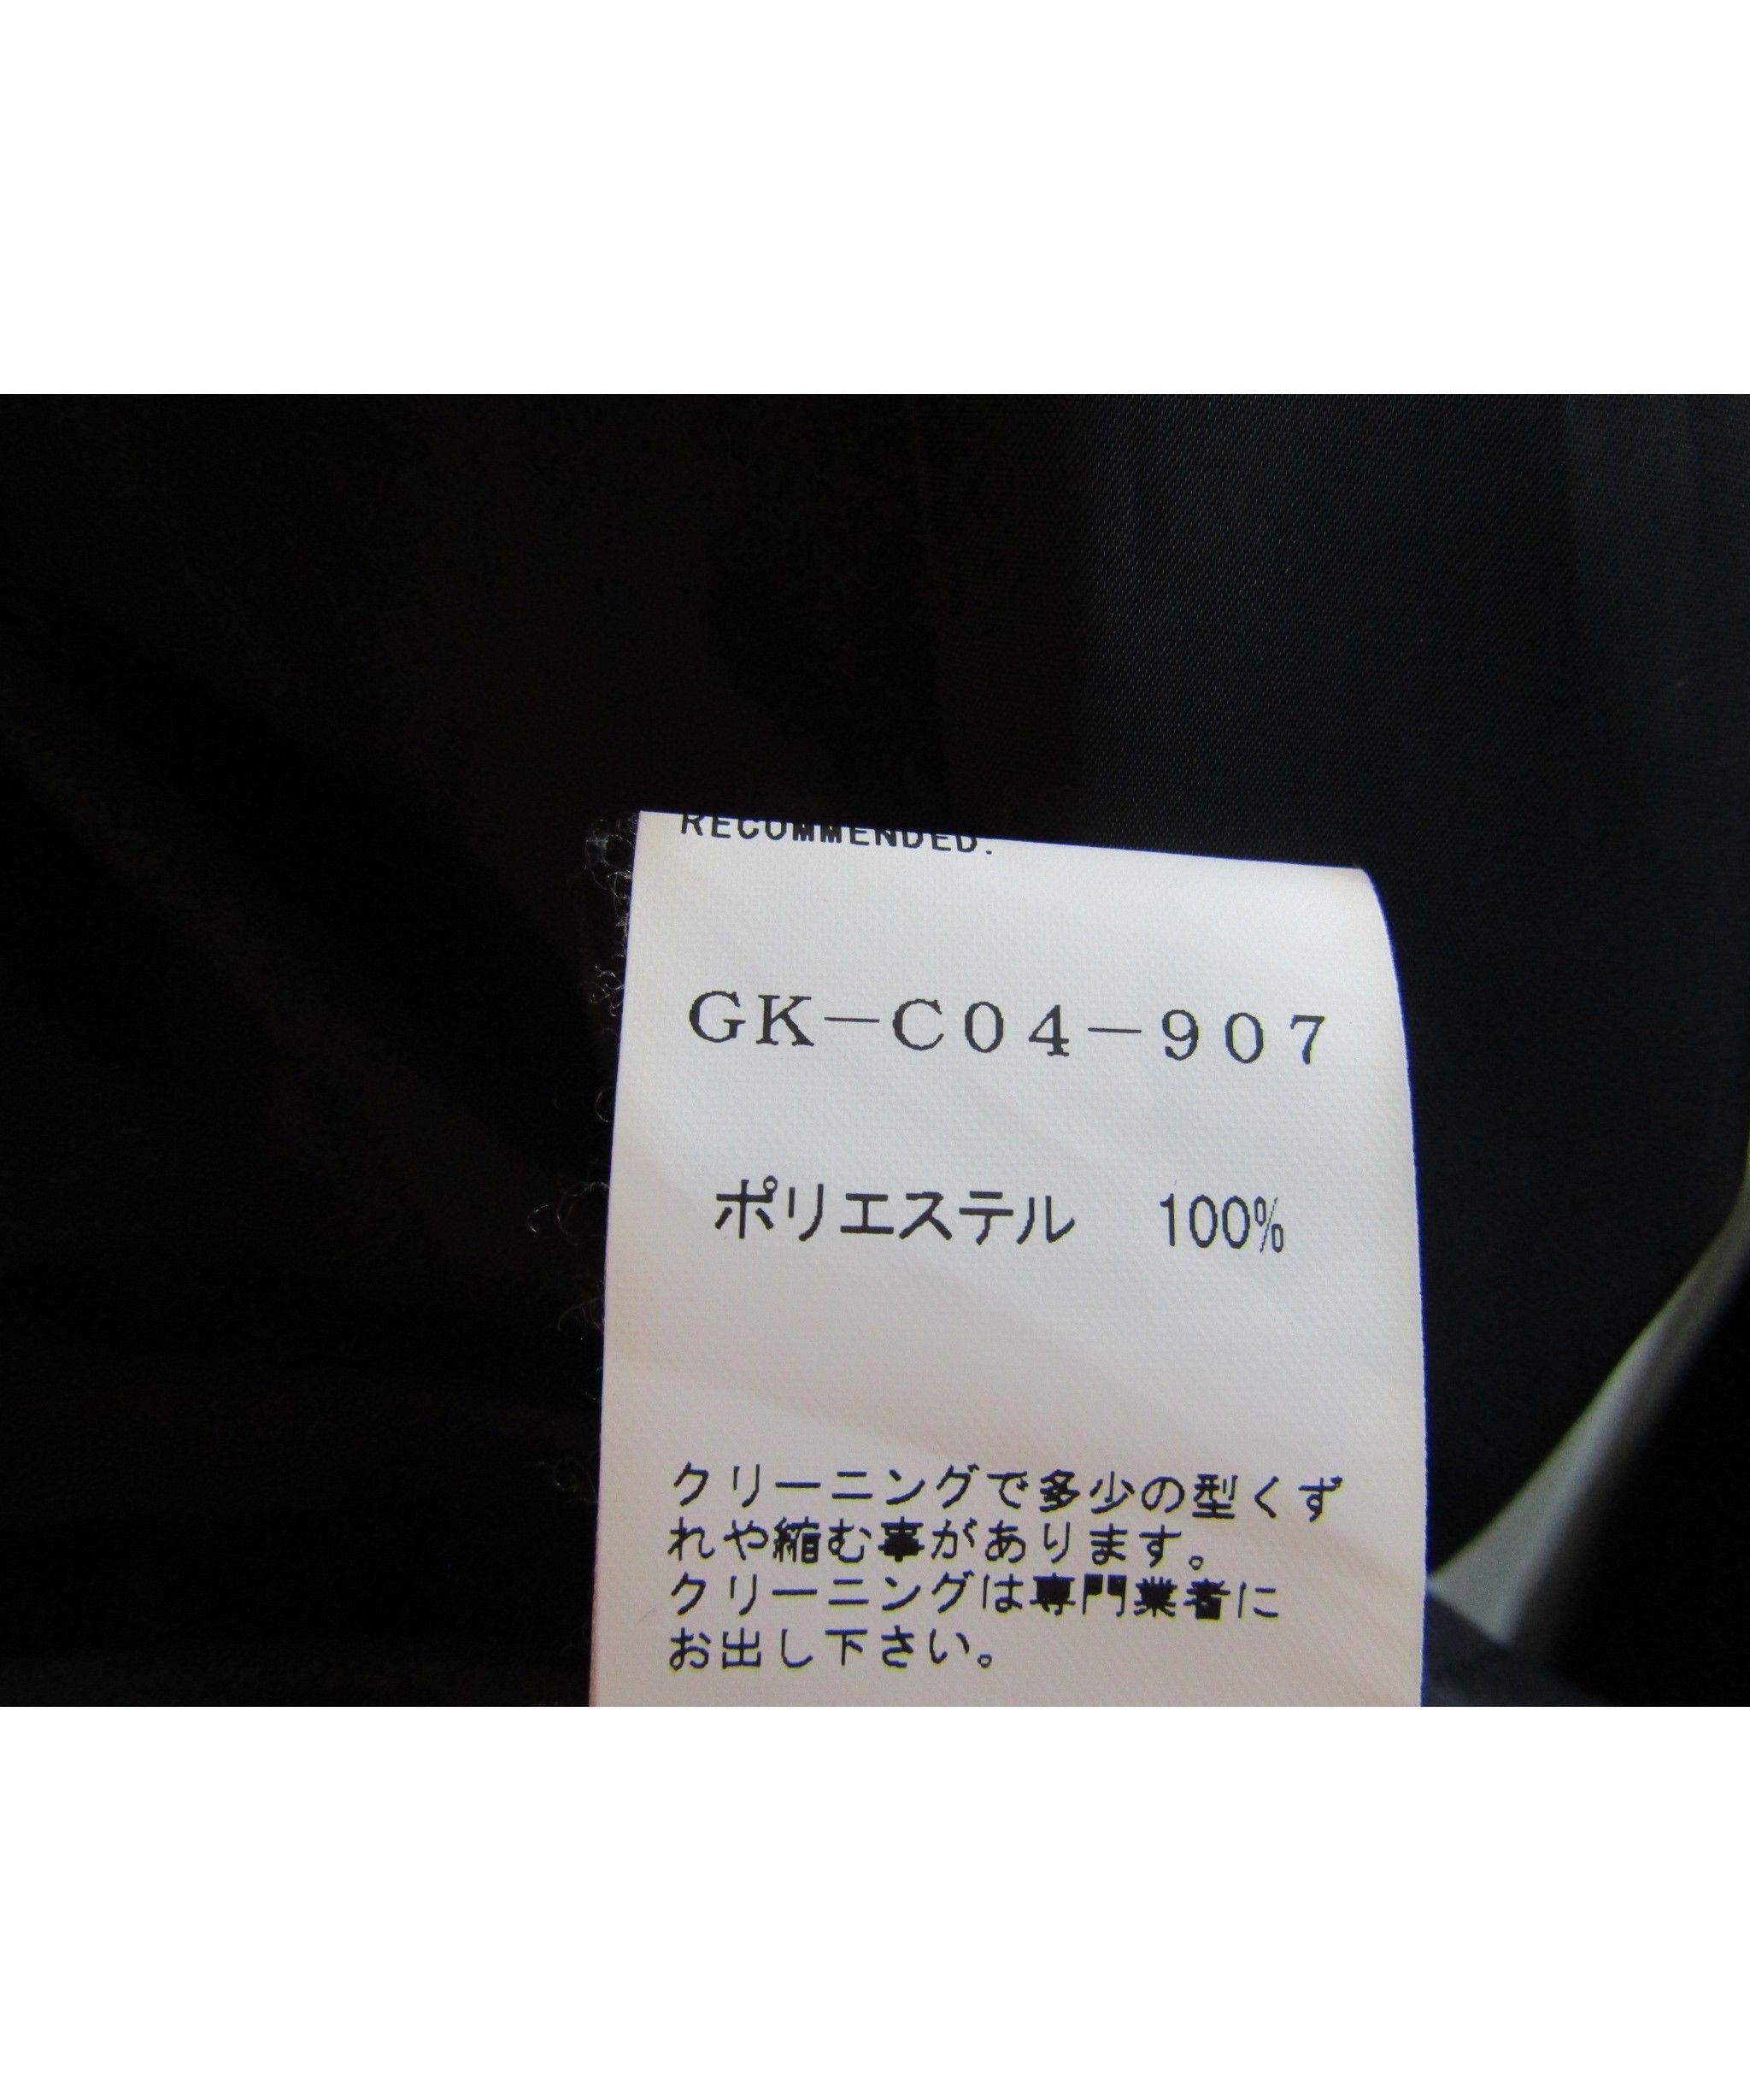 RECOMMENDED.
GK-C04-907
ポリエステル 100%
クリーニングで多少の型くず
れや縮む事があります。
クリーニングは専門業者に
お出し下さい。